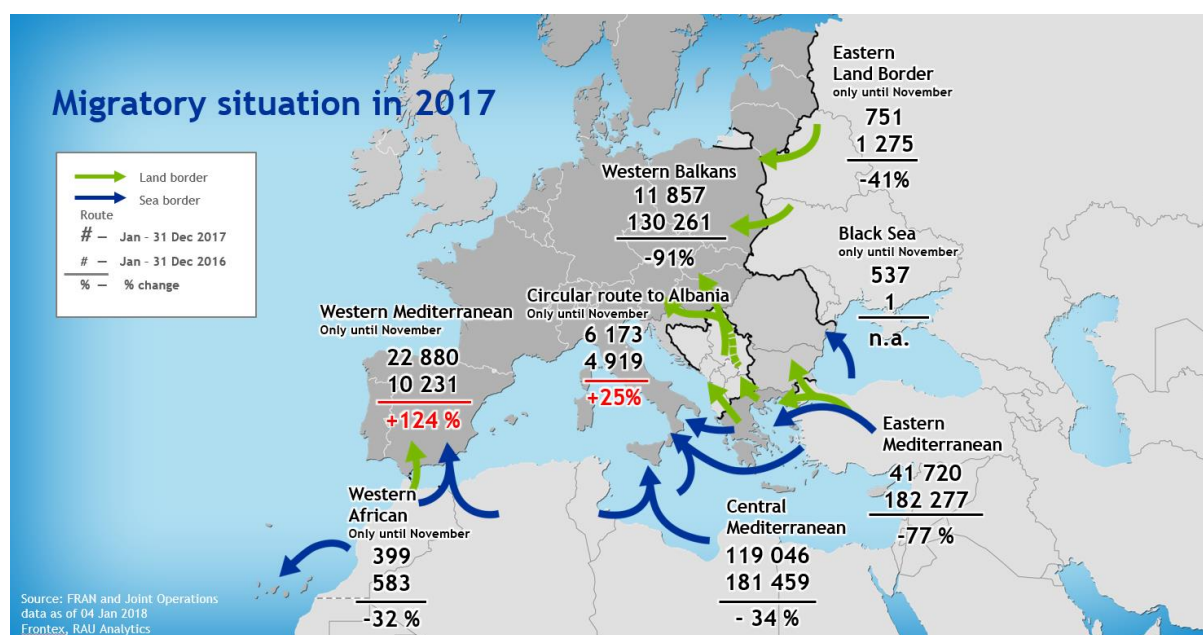 Migratory situation in 2017
Land border
Sea border
Route
# — Jan - 31 Dec 2017
# — Jan - 31 Dec 2016
% — % change
Eastern
Land Border
only until November
751
1 275
-41%
Western Balkans
11 857
130 261
-91%
Black Sea
only until November
537
1
n.a.
Circular route to Albania
Only until November
6 173
4 919
+25%
Western Mediterranean
Only until November
22 880
10 231
+124 %
Eastern
Mediterranean
41 720
182 277
-77 %
Western
African
Only until November
399
583
-32 %
Central
Mediterranean
119 046
181 459
- 34 %
Source: FRAN and Joint Operations
data as of 04 Jan 2018
Frontex, RAU Analytics